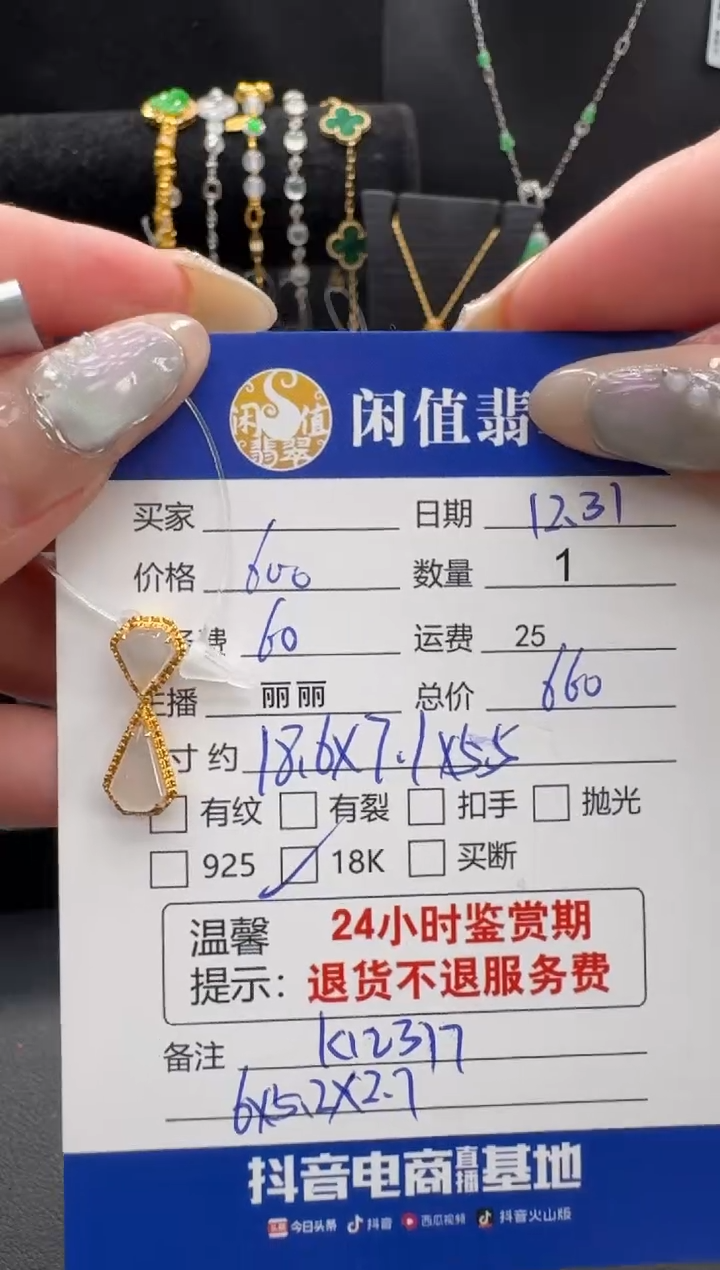 闲值翡翠
闲值翡
买家 日期 12.31
价格 600 数量 1
费 60 运费 25
主播 丽丽 总价 660
寸约 18.6X7.1X5.5
有纹 有裂 扣手 抛光
925 18K 买断
温馨提示： 24小时鉴赏期
退货不退服务费
备注 K12317
6X5.2X2.7
抖音电商直播基地
头条 今日头条 抖音 西瓜视频 抖音火山版